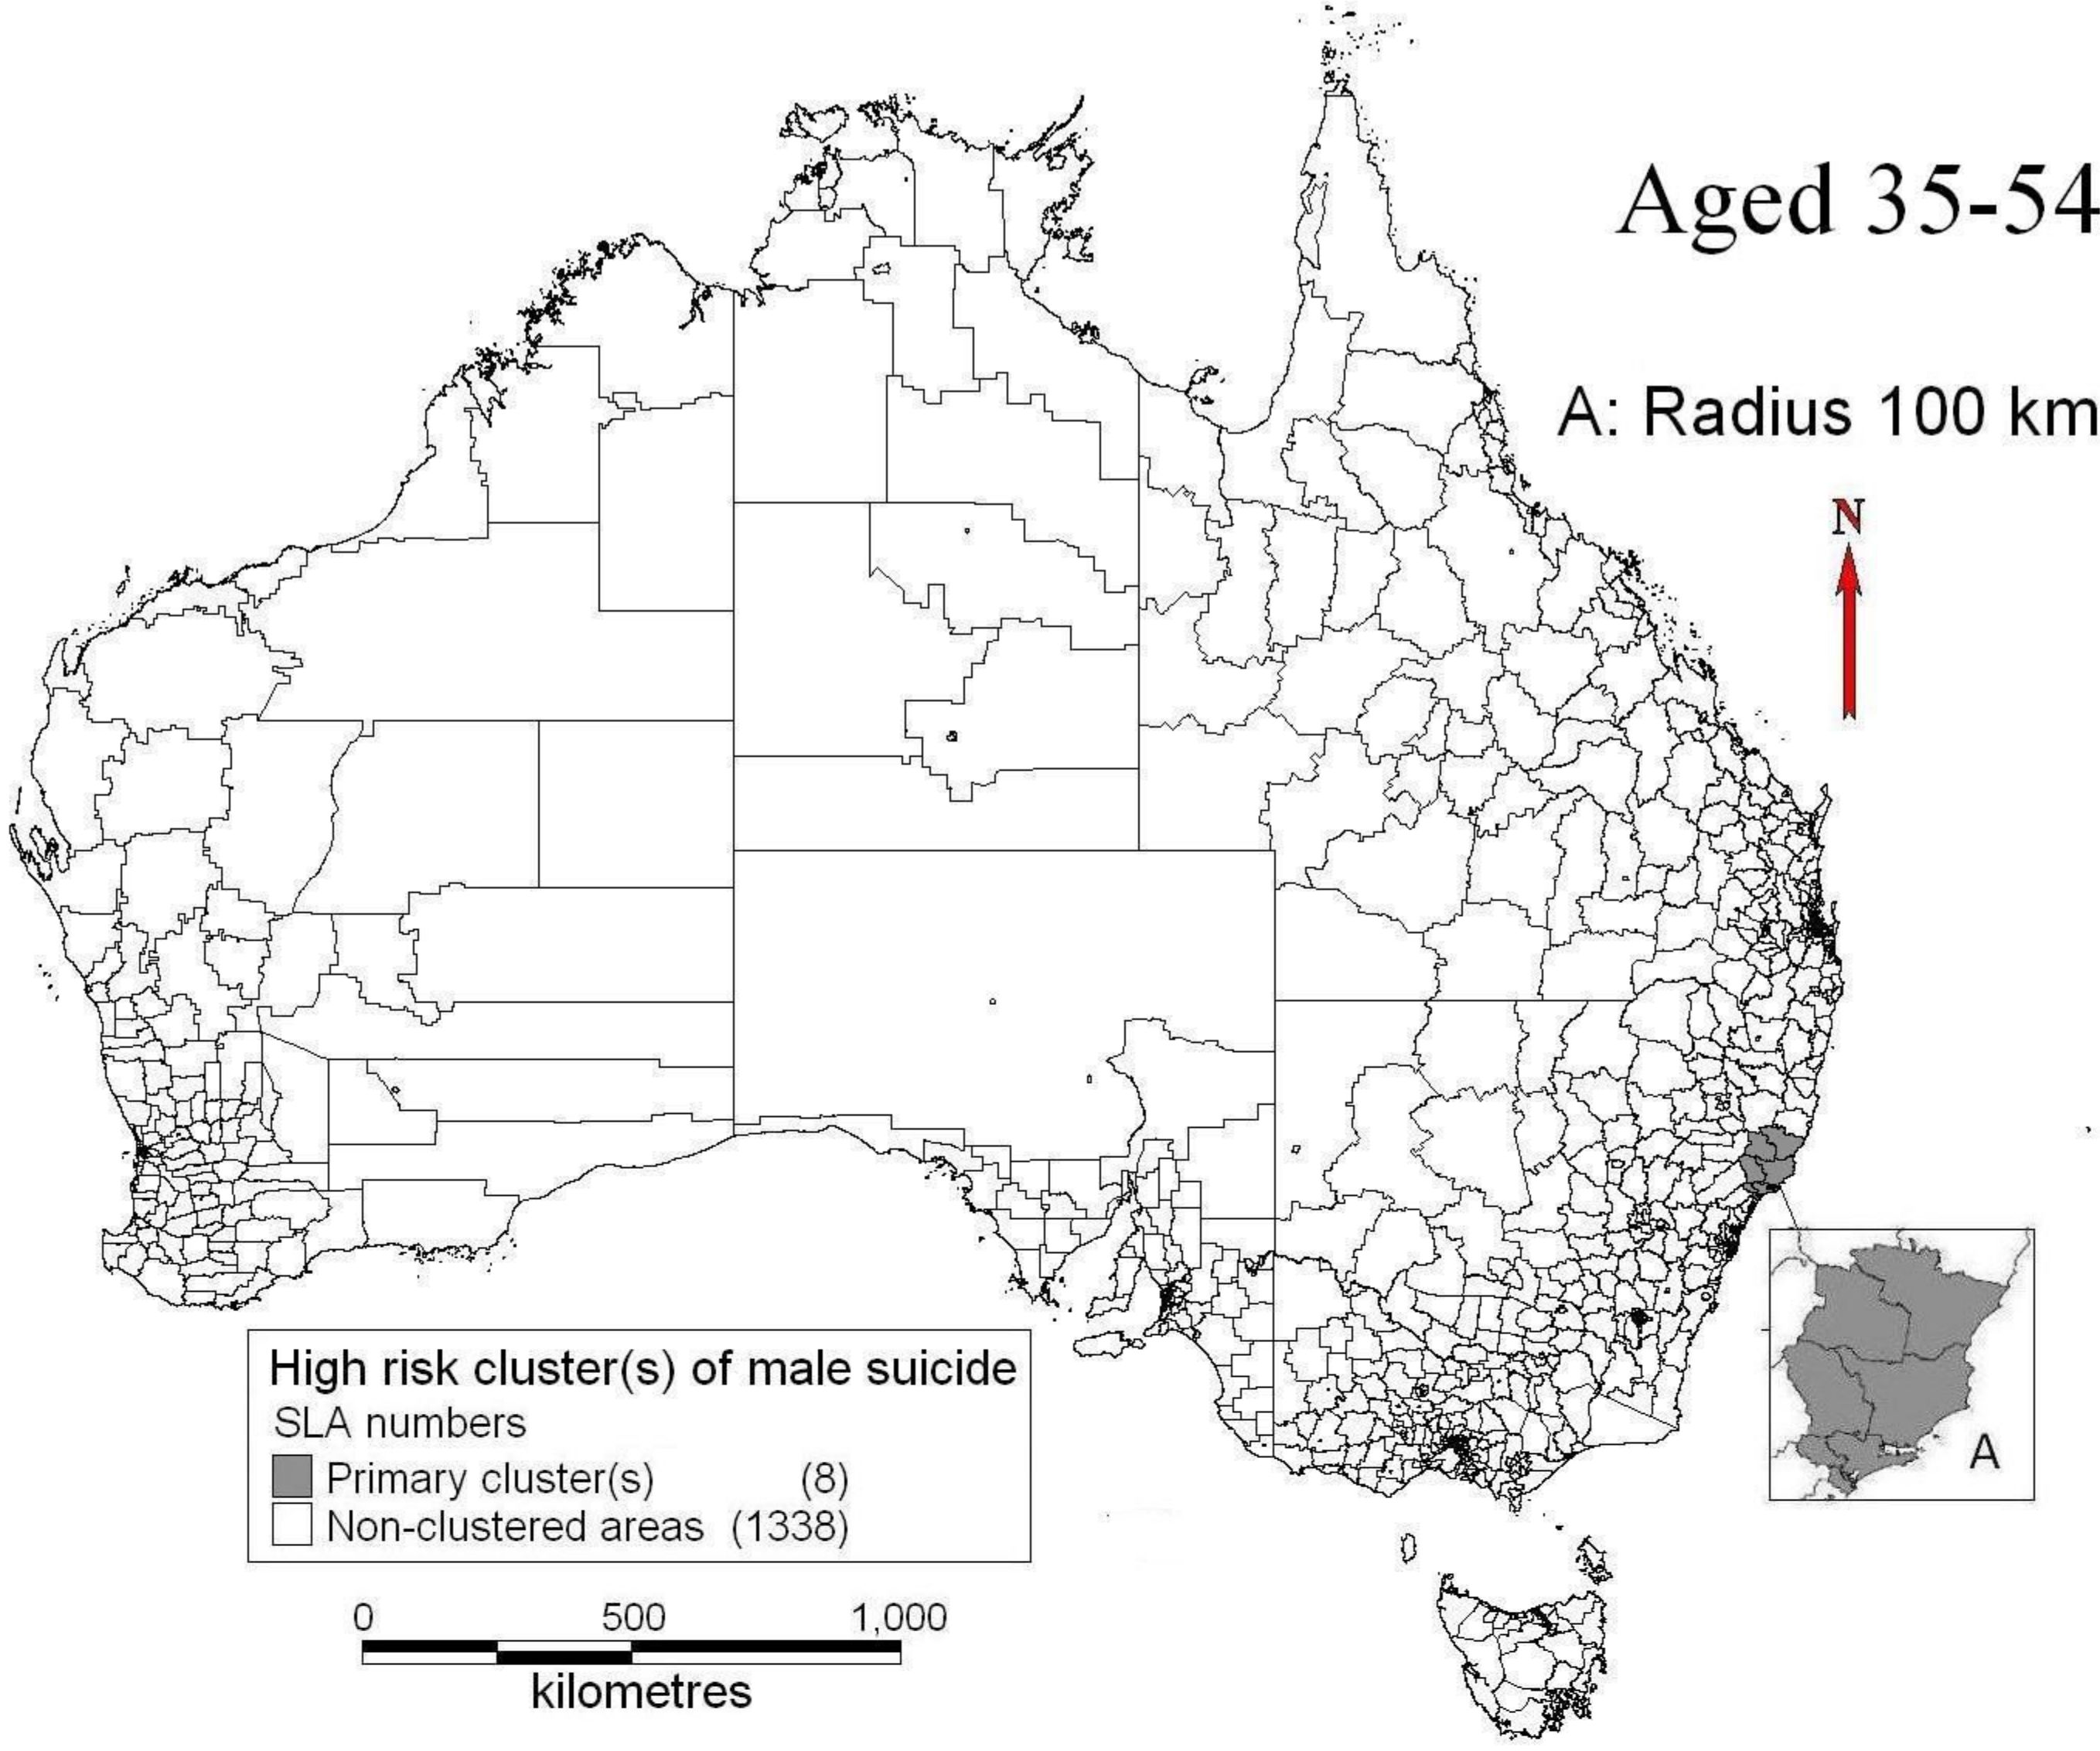 Aged 35-54
A: Radius 100 km
N
A
High risk cluster(s) of male suicide
SLA numbers
Primary cluster(s) (8)
Non-clustered areas (1338)
0 500 1,000
kilometres